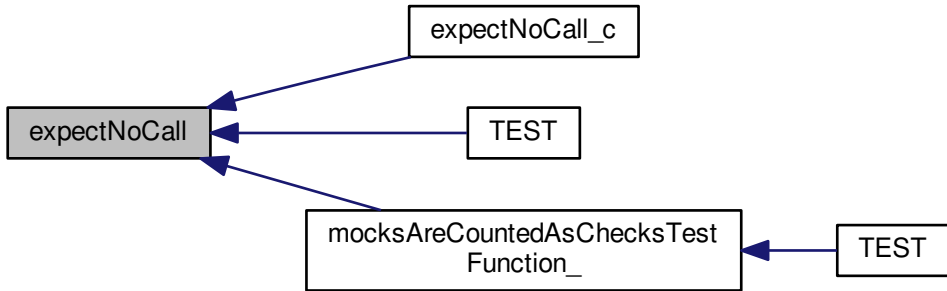 expectNoCall_c
expectNoCall
TEST
mocksAreCountedAsChecksTest
Function_
TEST